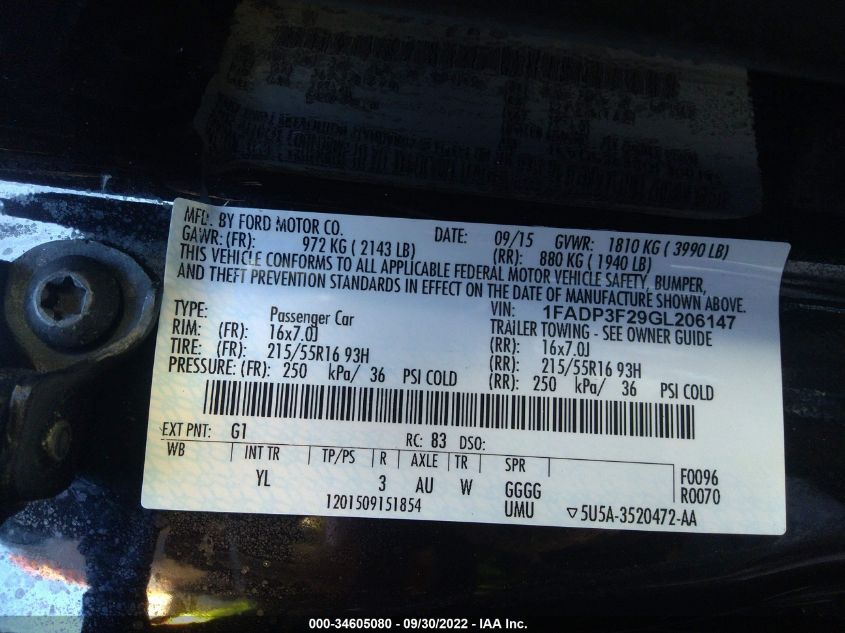 MFD. BY FORD MOTOR CO. DATE: 09/15 GVWR: 1810 KG ( 3990 LB)
GAWR: (FR): 972 KG ( 2143 LB) (RR): 880 KG ( 1940 LB)
THIS VEHICLE CONFORMS TO ALL APPLICABLE FEDERAL MOTOR VEHICLE SAFETY, BUMPER,
AND THEFT PREVENTION STANDARDS IN EFFECT ON THE DATE OF MANUFACTURE SHOWN ABOVE.
VIN: 1FADP3F29GL206147
TYPE: Passenger Car TRAILER TOWING - SEE OWNER GUIDE
RIM: (FR): 16x7.0J (RR): 16x7.0J
TIRE: (FR): 215/55R16 93H (RR): 215/55R16 93H
PRESSURE: (FR): 250 kPa/ 36 PSI COLD (RR): 250 kPa/ 36 PSI COLD
EXT PNT: G1 RC: 83 DSO:
WB INT TR TP/PS R AXLE TR SPR F0096
YL 3 AU W GGGG R0070
1201509151854 UMU ▽5U5A-3520472-AA
000-34605080 - 09/30/2022 - IAA Inc.